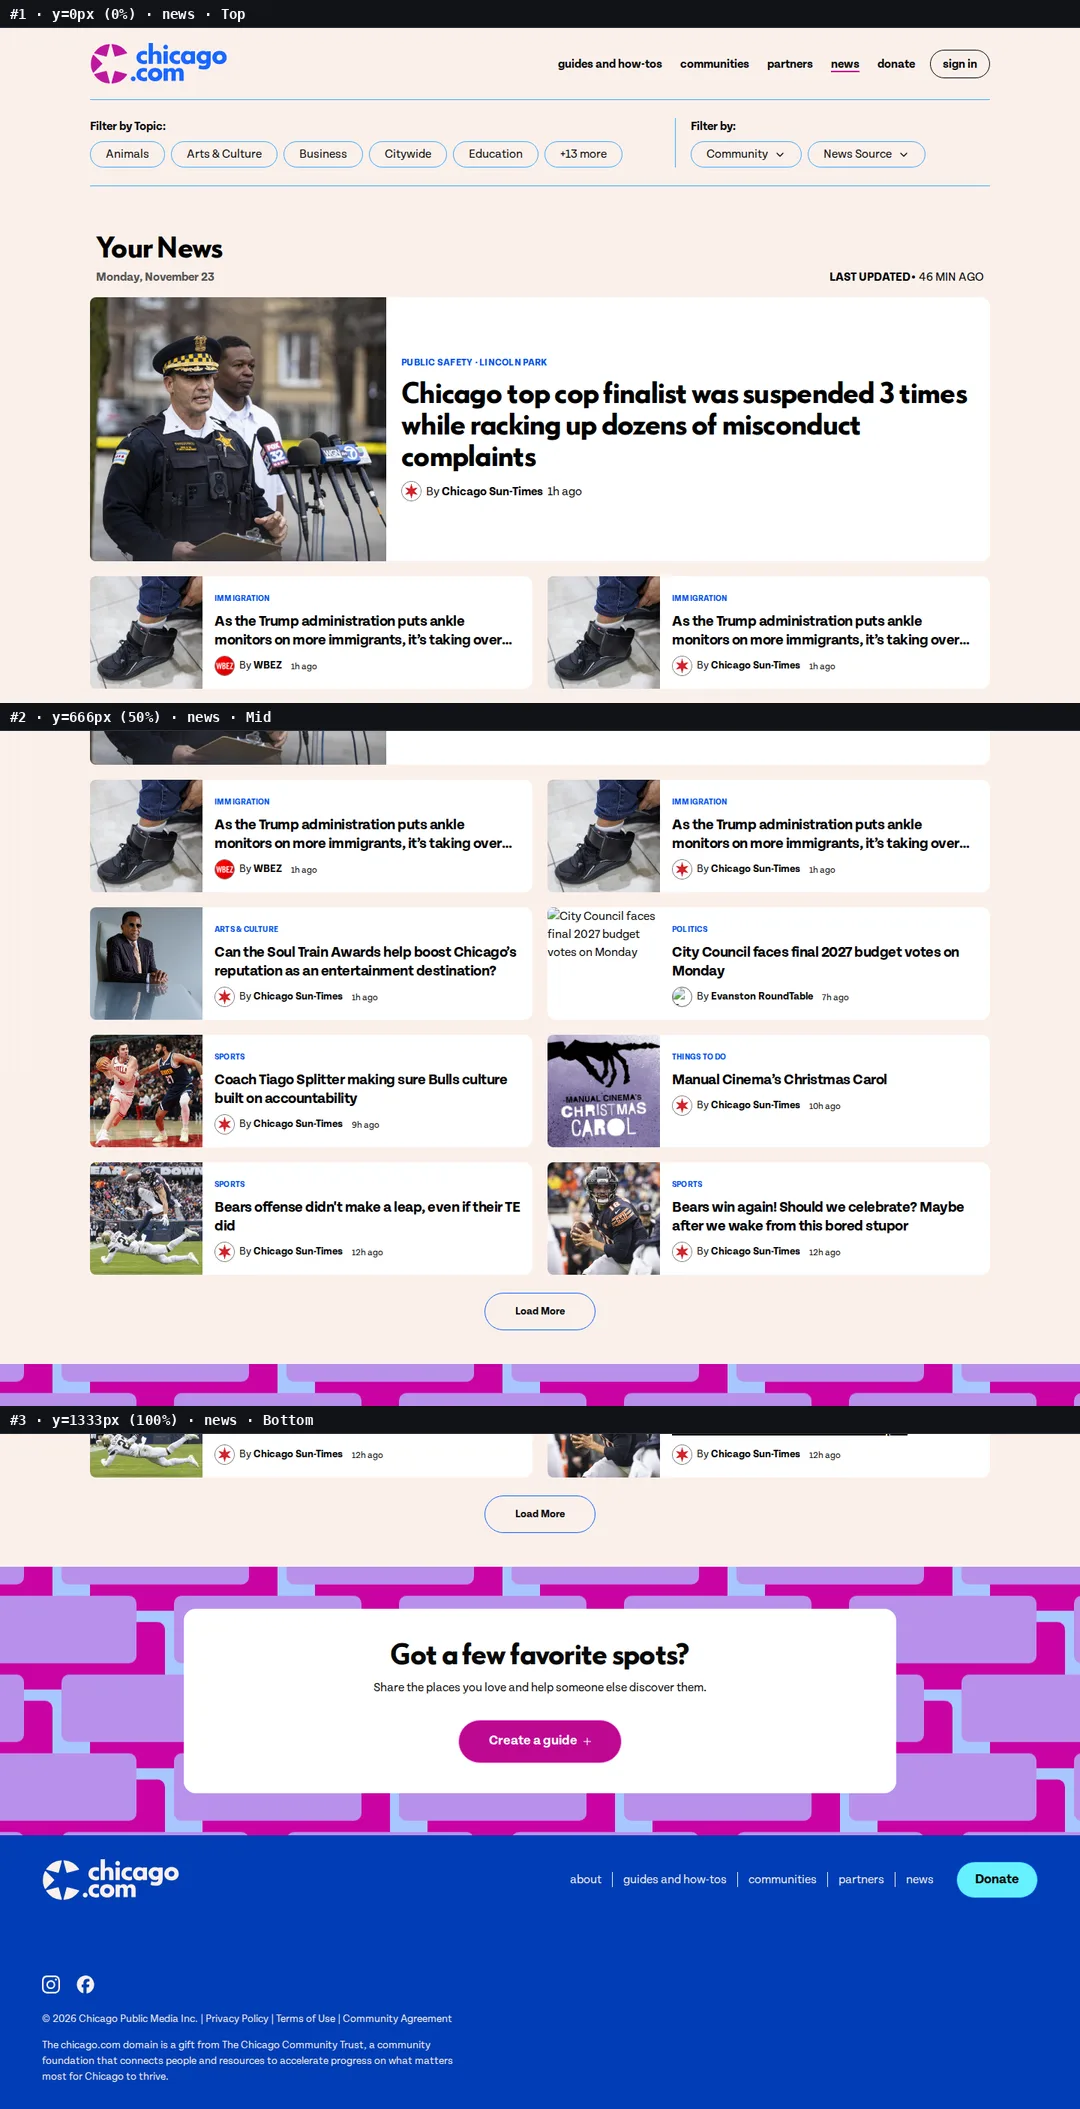 #1 · y=0px (0%) · news · Top
chicago
.com
guides and how-tos
communities
partners
news
donate
sign in
Filter by Topic:
Filter by:
Animals
Arts & Culture
Business
Citywide
Education
+13 more
Community
News Source
Your News
Monday, November 23
LAST UPDATED • 46 MIN AGO
FOX
32
WGN
PUBLIC SAFETY · LINCOLN PARK
Chicago top cop finalist was suspended 3 times
while racking up dozens of misconduct
complaints
By Chicago Sun-Times 1h ago
IMMIGRATION
As the Trump administration puts ankle
monitors on more immigrants, it's taking over...
WBEZ
By WBEZ 1h ago
IMMIGRATION
As the Trump administration puts ankle
monitors on more immigrants, it's taking over...
By Chicago Sun-Times 1h ago
#2 · y=666px (50%) · news · Mid
IMMIGRATION
As the Trump administration puts ankle
monitors on more immigrants, it's taking over...
WBEZ
By WBEZ 1h ago
IMMIGRATION
As the Trump administration puts ankle
monitors on more immigrants, it's taking over...
By Chicago Sun-Times 1h ago
ARTS & CULTURE
Can the Soul Train Awards help boost Chicago's
reputation as an entertainment destination?
By Chicago Sun-Times 1h ago
City Council faces
final 2027 budget
votes on Monday
POLITICS
City Council faces final 2027 budget votes on
Monday
By Evanston RoundTable 7h ago
SPORTS
Coach Tiago Splitter making sure Bulls culture
built on accountability
By Chicago Sun-Times 9h ago
MANUAL CINEMA'S
CHRISTMAS
CAROL
THINGS TO DO
Manual Cinema's Christmas Carol
By Chicago Sun-Times 10h ago
BEAR DOWN
SPORTS
Bears offense didn't make a leap, even if their TE
did
By Chicago Sun-Times 12h ago
SPORTS
Bears win again! Should we celebrate? Maybe
after we wake from this bored stupor
By Chicago Sun-Times 12h ago
Load More
#3 · y=1333px (100%) · news · Bottom
By Chicago Sun-Times 12h ago
By Chicago Sun-Times 12h ago
Load More
Got a few favorite spots?
Share the places you love and help someone else discover them.
Create a guide +
chicago
.com
about | guides and how-tos | communities | partners | news
Donate
© 2026 Chicago Public Media Inc. | Privacy Policy | Terms of Use | Community Agreement
The chicago.com domain is a gift from The Chicago Community Trust, a community
foundation that connects people and resources to accelerate progress on what matters
most for Chicago to thrive.